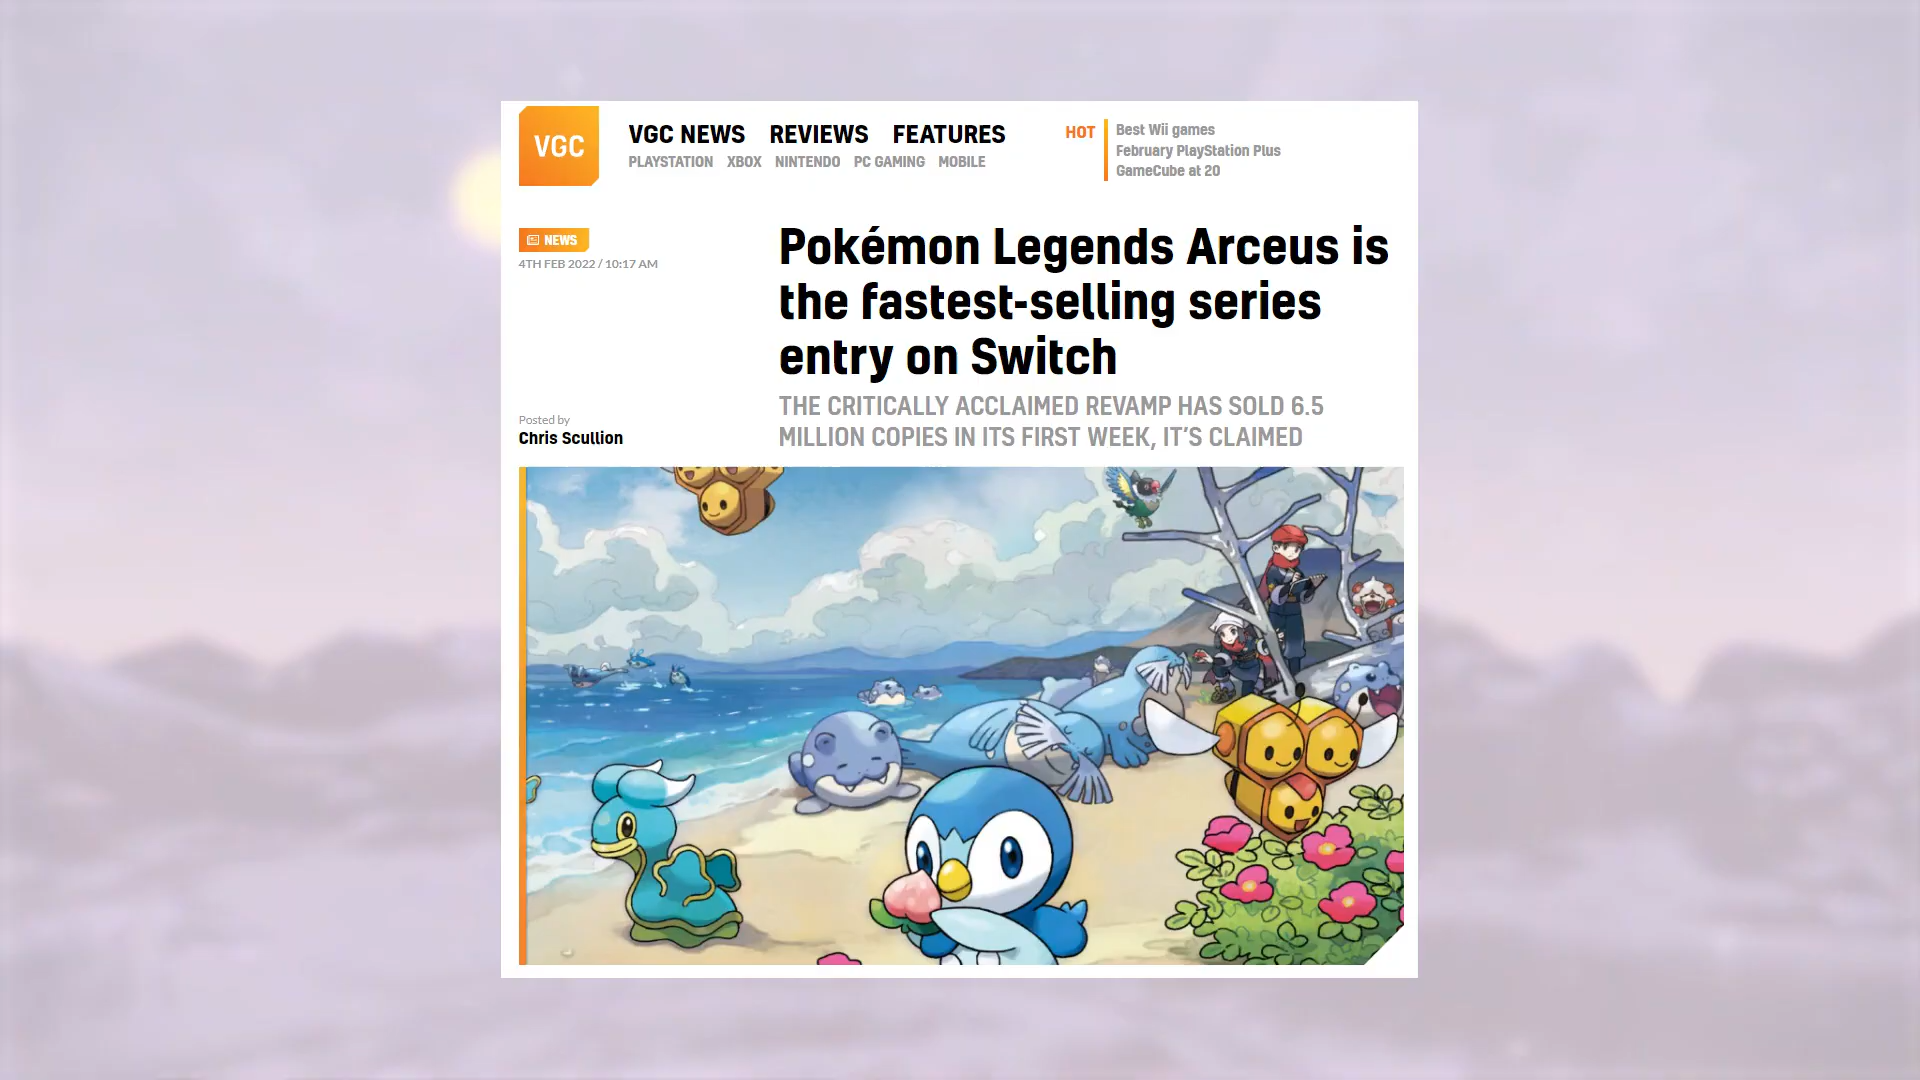 VGC
VGC NEWS REVIEWS FEATURES
PLAYSTATION XBOX NINTENDO PC GAMING MOBILE
HOT
Best Wii games
February PlayStation Plus
GameCube at 20
NEWS
4TH FEB 2022 / 10:17 AM
Pokémon Legends Arceus is
the fastest-selling series
entry on Switch
THE CRITICALLY ACCLAIMED REVAMP HAS SOLD 6.5
MILLION COPIES IN ITS FIRST WEEK, IT'S CLAIMED
Posted by
Chris Scullion